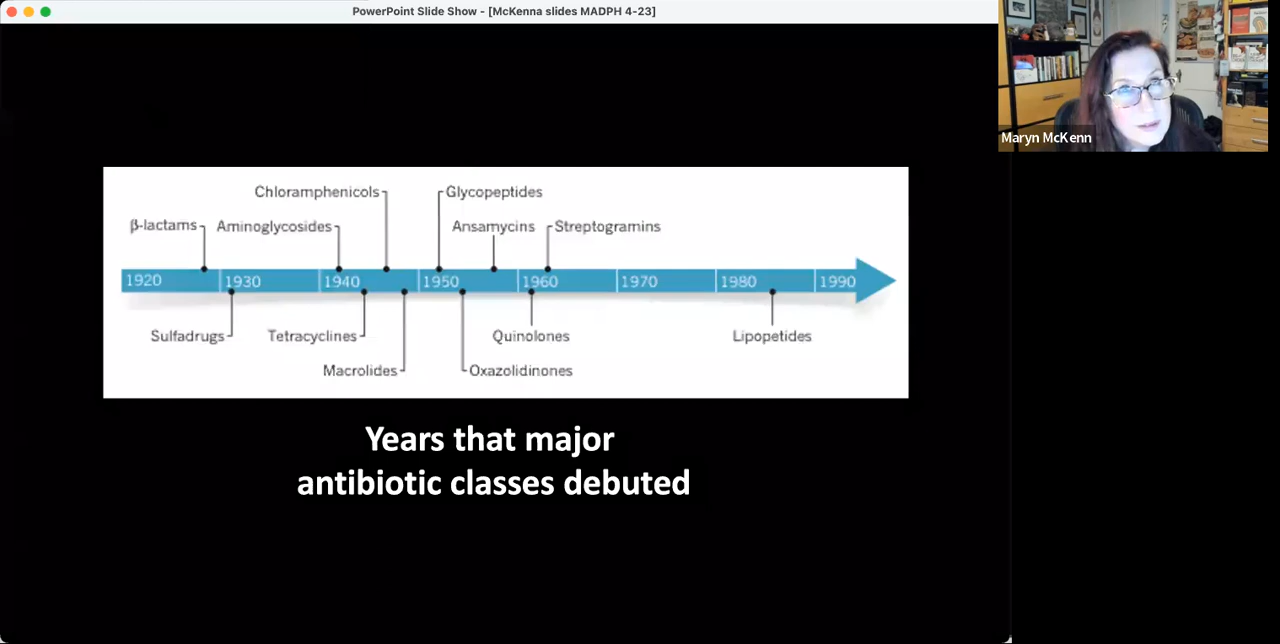 PowerPoint Slide Show - [McKenna slides MADPH 4-23]
Maryn McKenn
Chloramphenicols
Glycopeptides
β-lactams
Aminoglycosides
Ansamycins
Streptogramins
1920
1930
1940
1950
1960
1970
1980
1990
Sulfadrugs
Tetracyclines
Quinolones
Lipopetides
Macrolides
Oxazolidinones
Years that major
antibiotic classes debuted